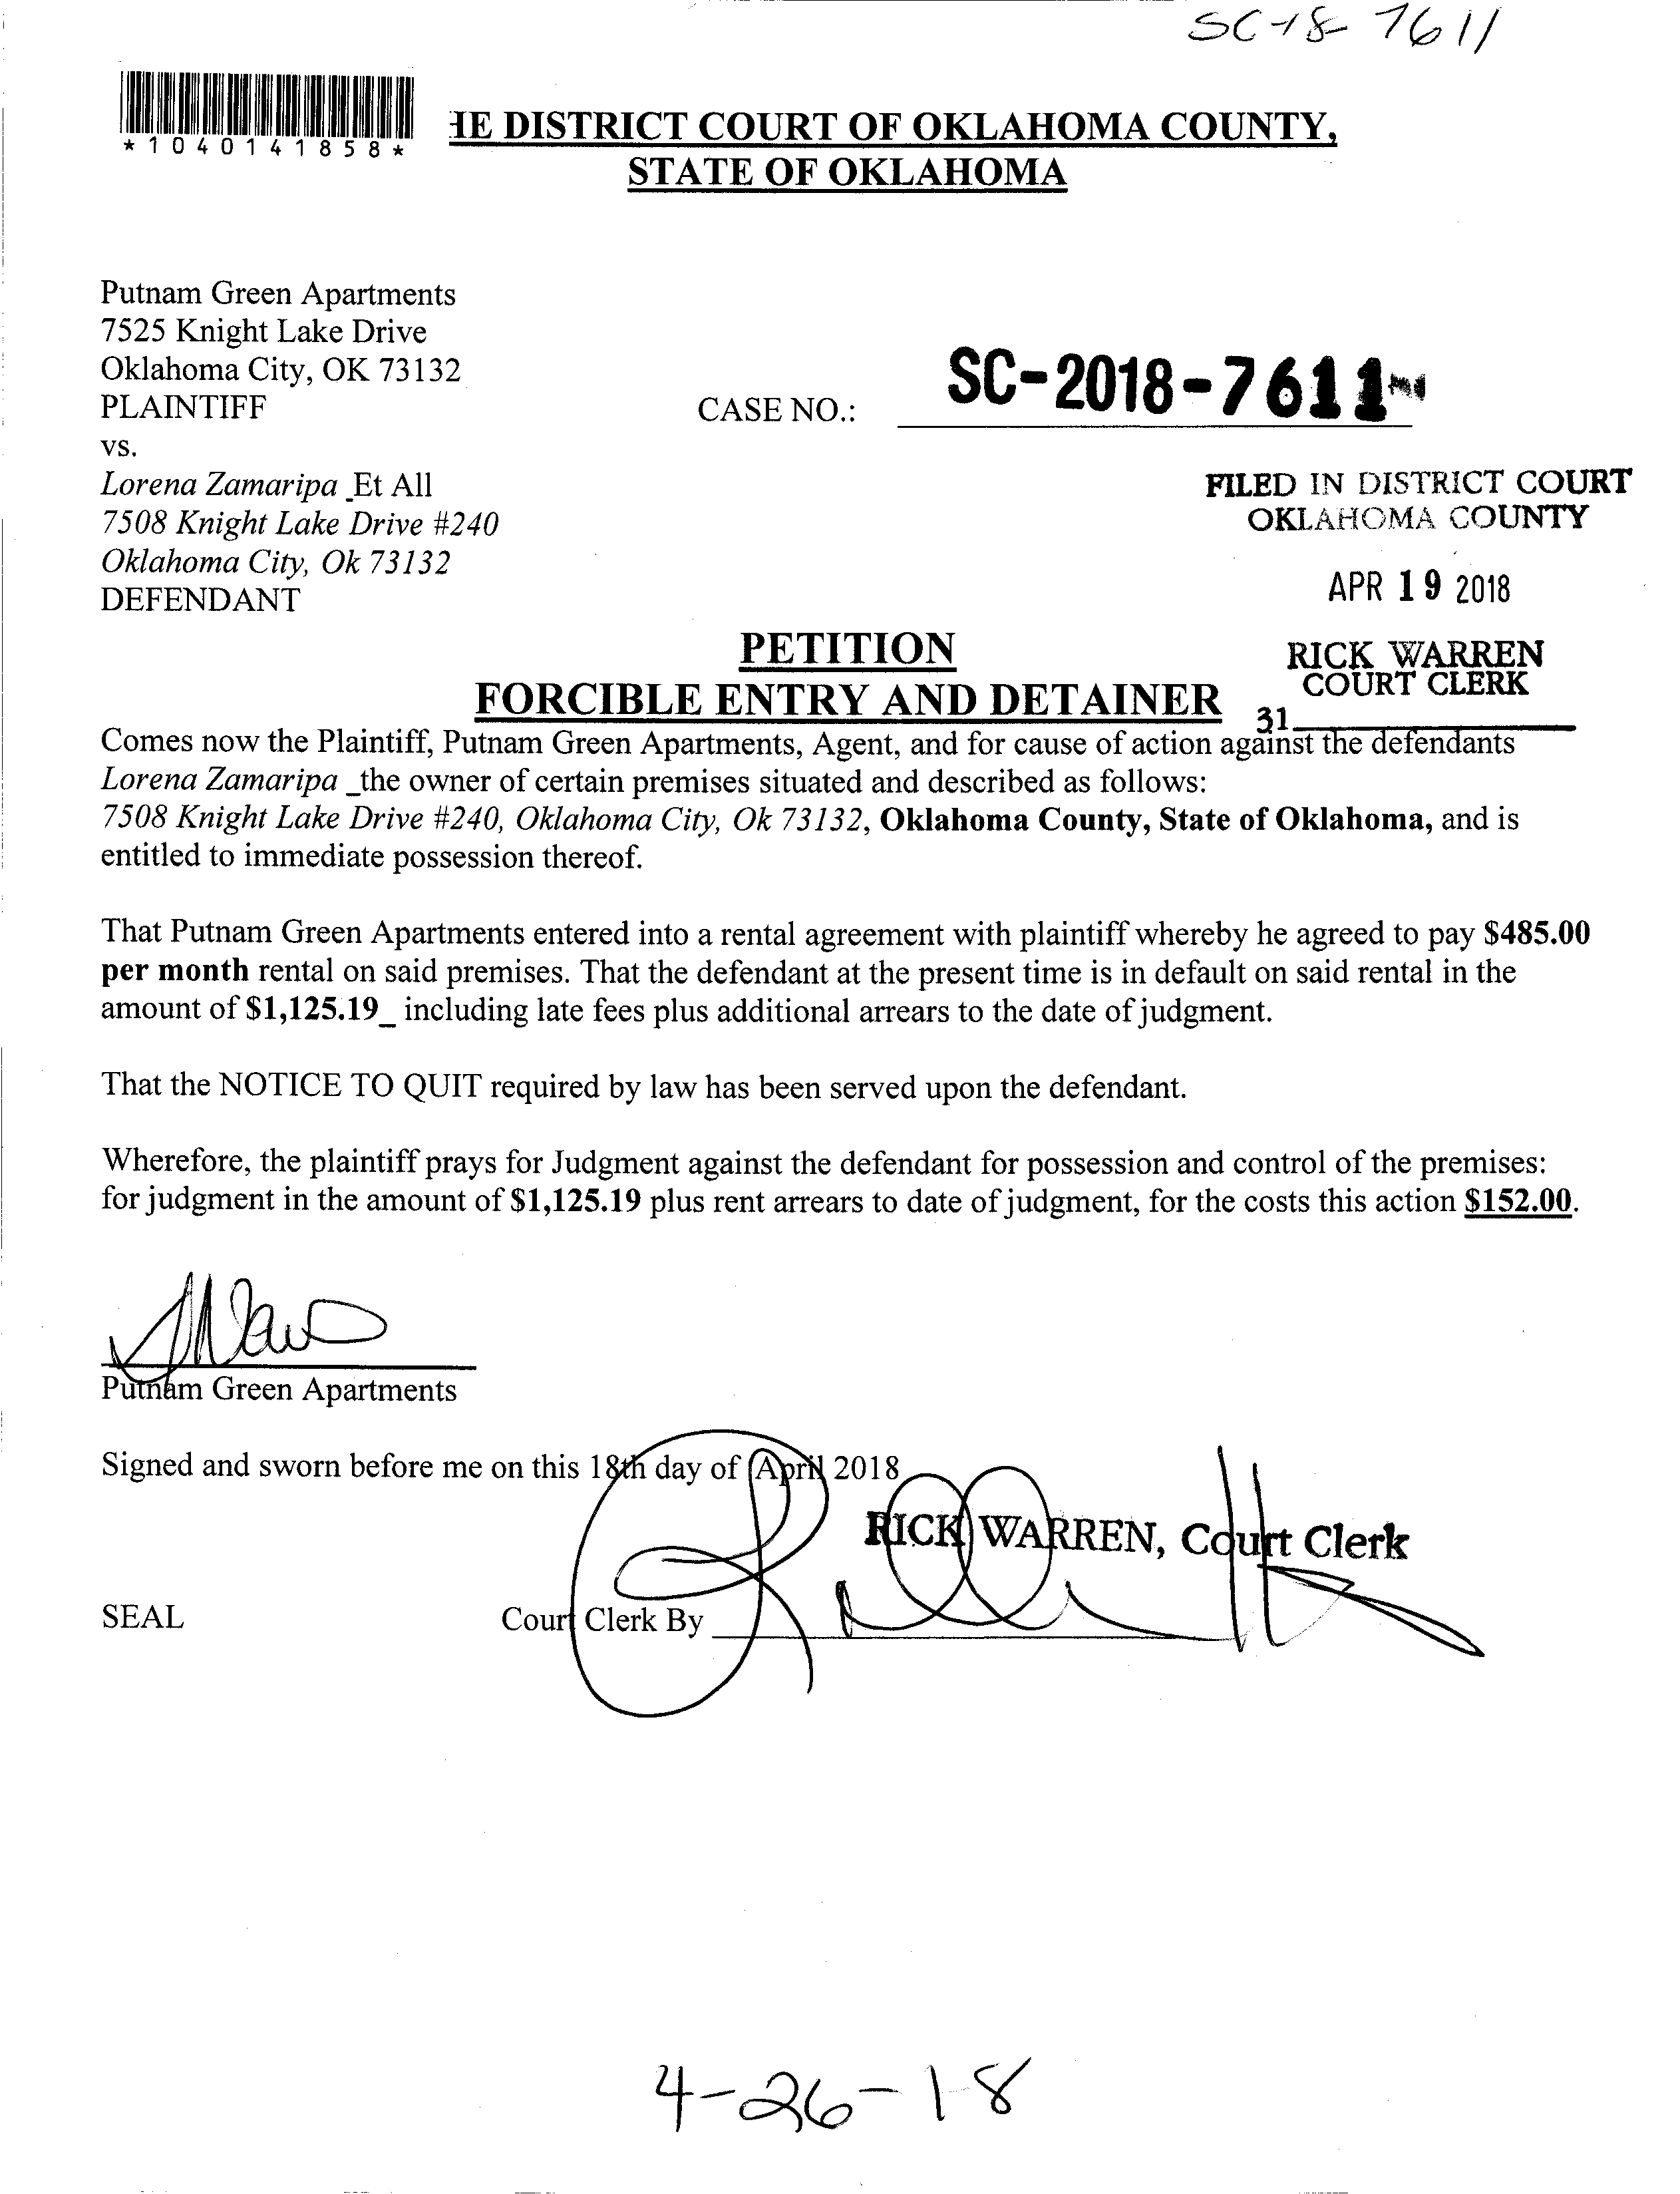 SC-18-7611
*1040141858*
HE DISTRICT COURT OF OKLAHOMA COUNTY,
STATE OF OKLAHOMA
Putnam Green Apartments
7525 Knight Lake Drive
Oklahoma City, OK 73132
PLAINTIFF
CASE NO.: SC-2018-7611
vs.
Lorena Zamaripa _Et All
7508 Knight Lake Drive #240
Oklahoma City, Ok 73132
DEFENDANT
FILED IN DISTRICT COURT
OKLAHOMA COUNTY
APR 19 2018
RICK WARREN
COURT CLERK
31
PETITION
FORCIBLE ENTRY AND DETAINER
Comes now the Plaintiff, Putnam Green Apartments, Agent, and for cause of action against the defendants
Lorena Zamaripa _the owner of certain premises situated and described as follows:
7508 Knight Lake Drive #240, Oklahoma City, Ok 73132, Oklahoma County, State of Oklahoma, and is
entitled to immediate possession thereof.
That Putnam Green Apartments entered into a rental agreement with plaintiff whereby he agreed to pay $485.00
per month rental on said premises. That the defendant at the present time is in default on said rental in the
amount of $1,125.19_ including late fees plus additional arrears to the date of judgment.
That the NOTICE TO QUIT required by law has been served upon the defendant.
Wherefore, the plaintiff prays for Judgment against the defendant for possession and control of the premises:
for judgment in the amount of $1,125.19 plus rent arrears to date of judgment, for the costs this action $152.00.
Putnam Green Apartments
Signed and sworn before me on this 18th day of April 2018
RICK WARREN, Court Clerk
SEAL
Court Clerk By
4-26-18